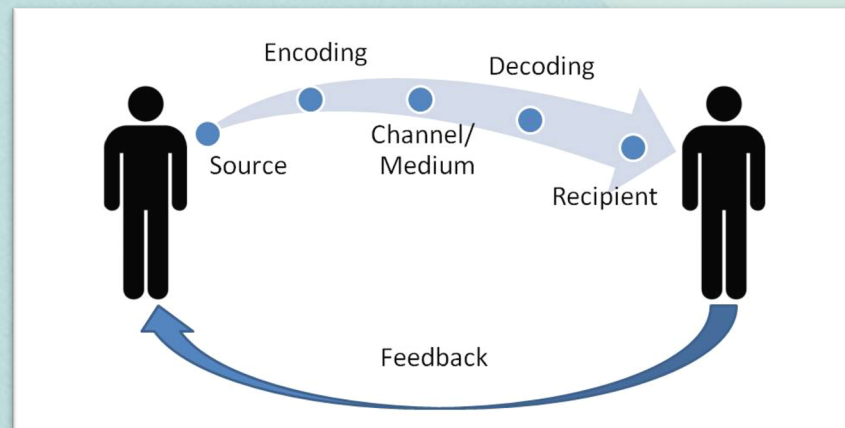 Encoding
Decoding
Channel/
Medium
Source
Recipient
Feedback